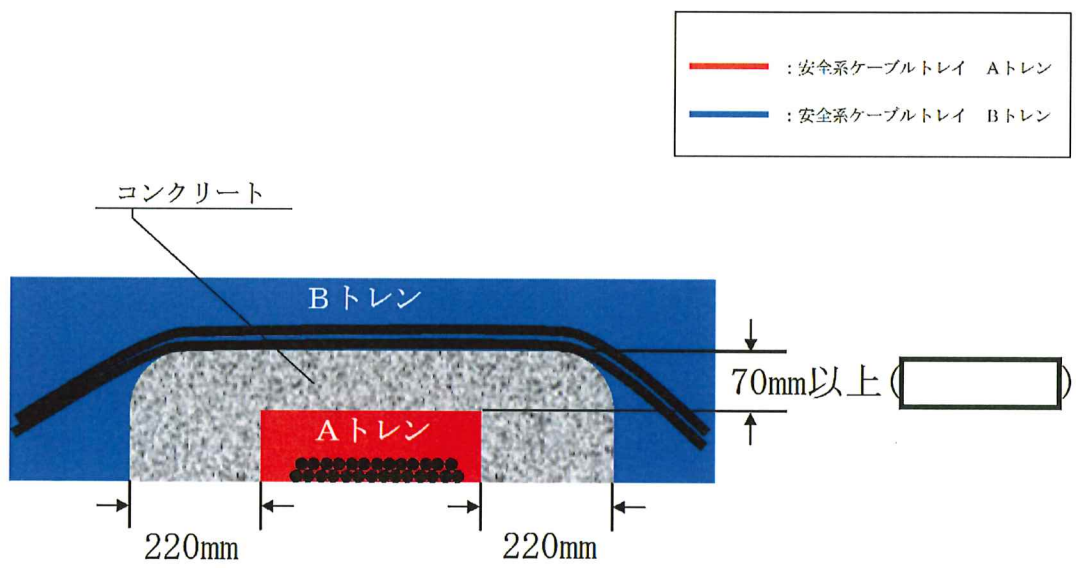 ：安全系ケーブルトレイ　Aトレン
：安全系ケーブルトレイ　Bトレン
コンクリート
Bトレン
70mm以上（　　　）
Aトレン
220mm
220mm